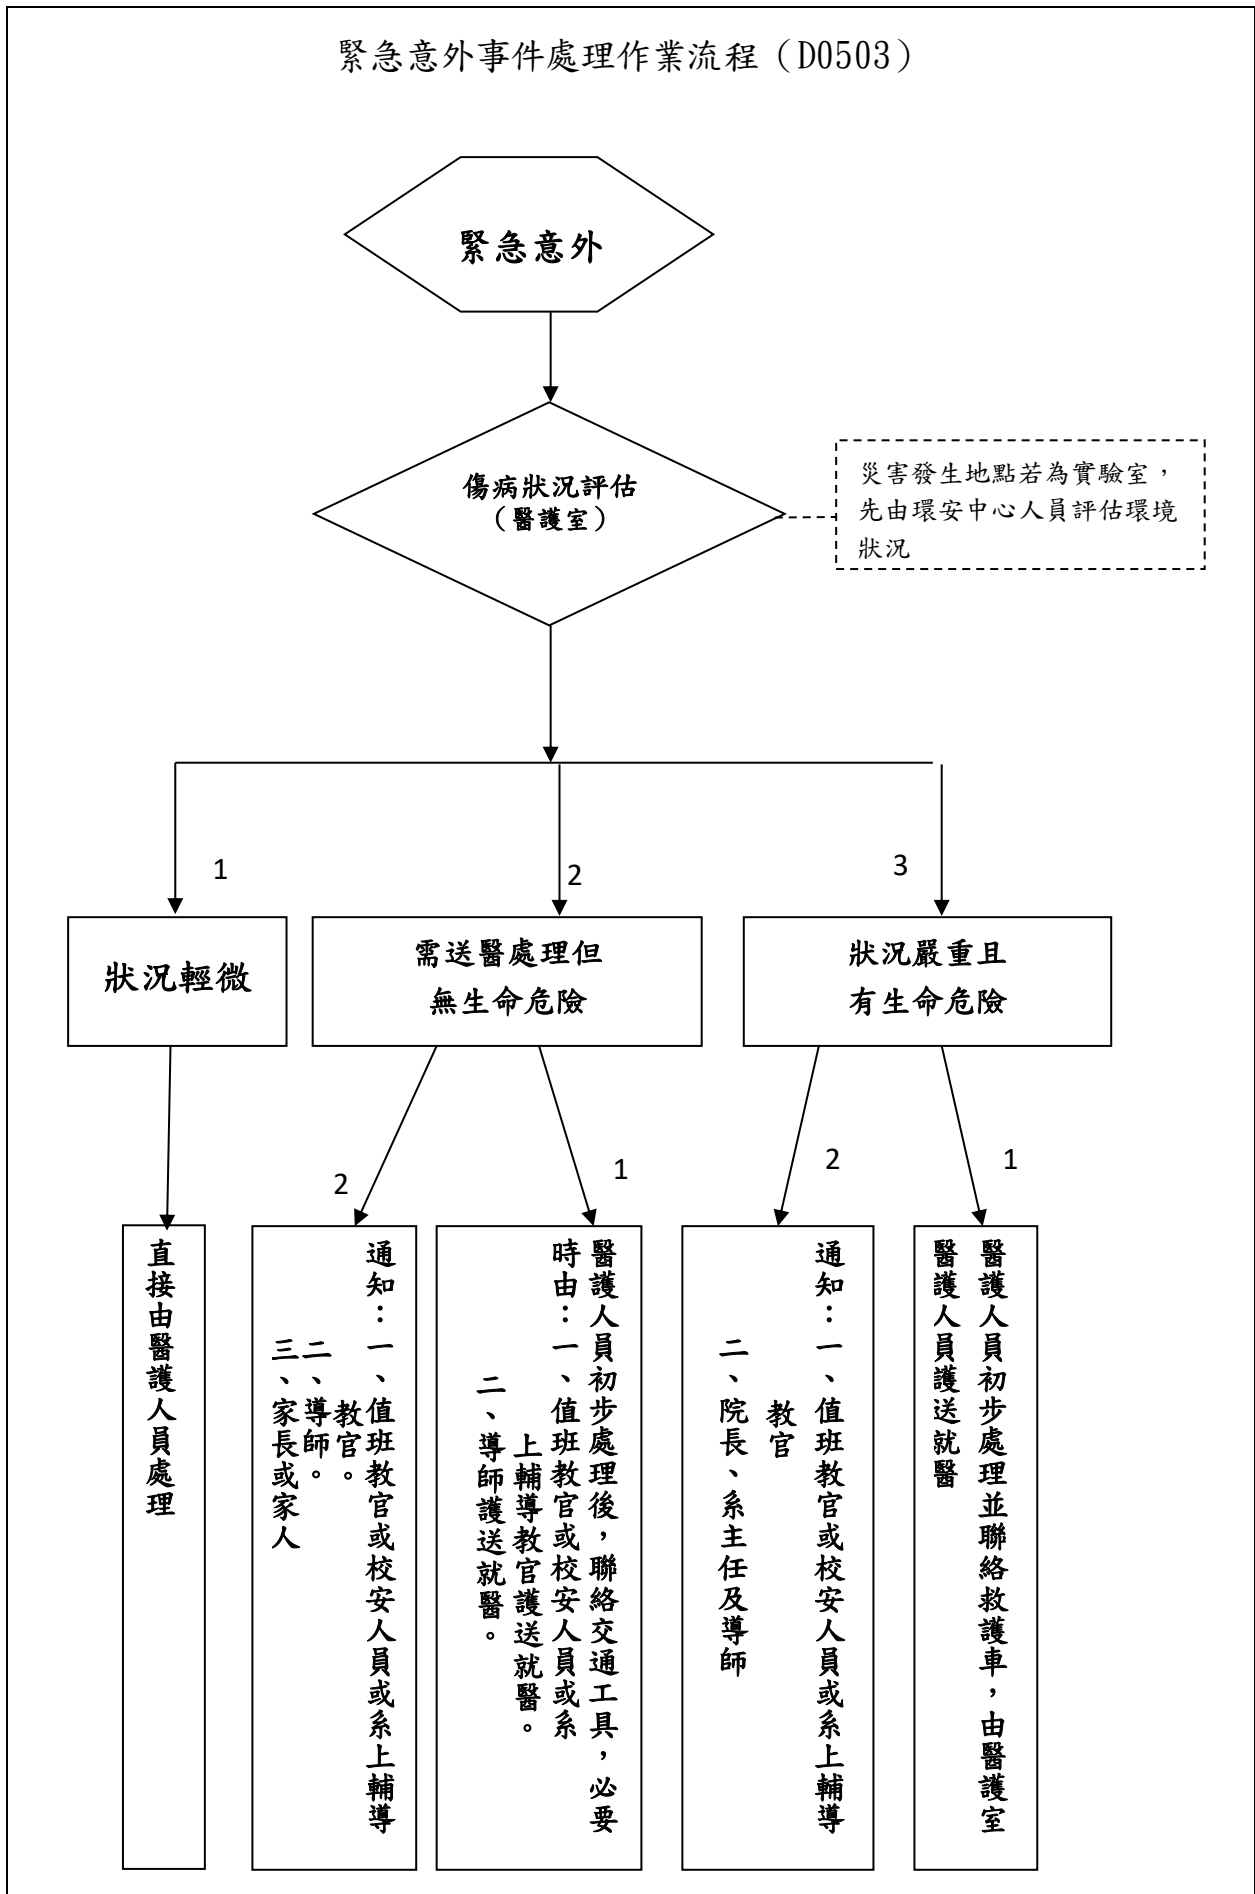 緊急意外事件處理作業流程（D0503）
緊急意外
傷病狀況評估
（醫護室）
災害發生地點若為實驗室，
先由環安中心人員評估環境
狀況
1
2
3
狀況輕微
需送醫處理但
無生命危險
狀況嚴重且
有生命危險
2
1
2
1
直接由醫護人員處理
通知：一、值班教官或校安人員或系上輔導
教官。
二、導師。
三、家長或家人
醫護人員初步處理後，聯絡交通工具，必要
時由：一、值班教官或校安人員或系
上輔導教官護送就醫。
二、導師護送就醫。
通知：一、值班教官或校安人員或系上輔導
教官
二、院長、系主任及導師
醫護人員初步處理並聯絡救護車，由醫護室
醫護人員護送就醫